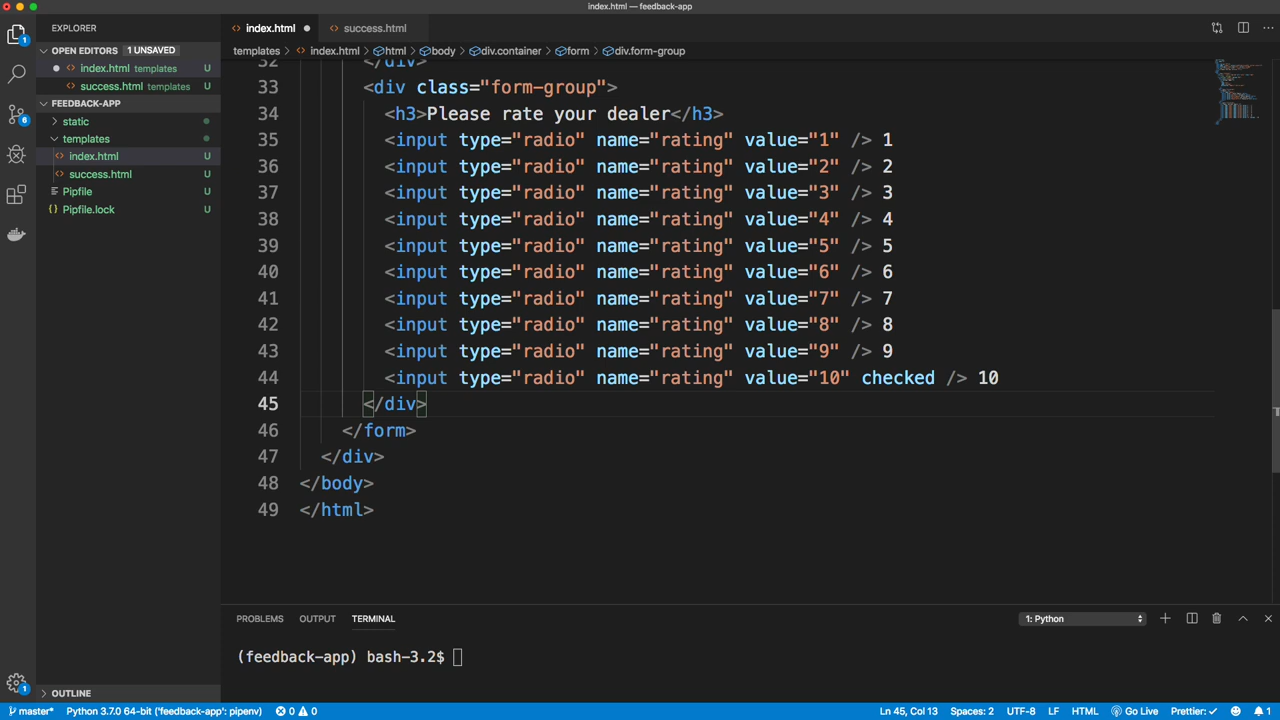 index.html — feedback-app
EXPLORER
index.html
success.html
OPEN EDITORS 1 UNSAVED
templates > index.html > html > body > div.container > form > div.form-group
index.html templates U
success.html templates U
FEEDBACK-APP
static
templates
index.html U
success.html U
Pipfile U
Pipfile.lock U
1
6
1
32 </div>
33 <div class="form-group">
34 <h3>Please rate your dealer</h3>
35 <input type="radio" name="rating" value="1" /> 1
36 <input type="radio" name="rating" value="2" /> 2
37 <input type="radio" name="rating" value="3" /> 3
38 <input type="radio" name="rating" value="4" /> 4
39 <input type="radio" name="rating" value="5" /> 5
40 <input type="radio" name="rating" value="6" /> 6
41 <input type="radio" name="rating" value="7" /> 7
42 <input type="radio" name="rating" value="8" /> 8
43 <input type="radio" name="rating" value="9" /> 9
44 <input type="radio" name="rating" value="10" checked /> 10
45 </div>
46 </form>
47 </div>
48 </body>
49 </html>
PROBLEMS OUTPUT TERMINAL 1: Python
(feedback-app) bash-3.2$
OUTLINE
master* Python 3.7.0 64-bit ('feedback-app': pipenv) 0 0 Ln 45, Col 13 Spaces: 2 UTF-8 LF HTML Go Live Prettier: ✓ 1